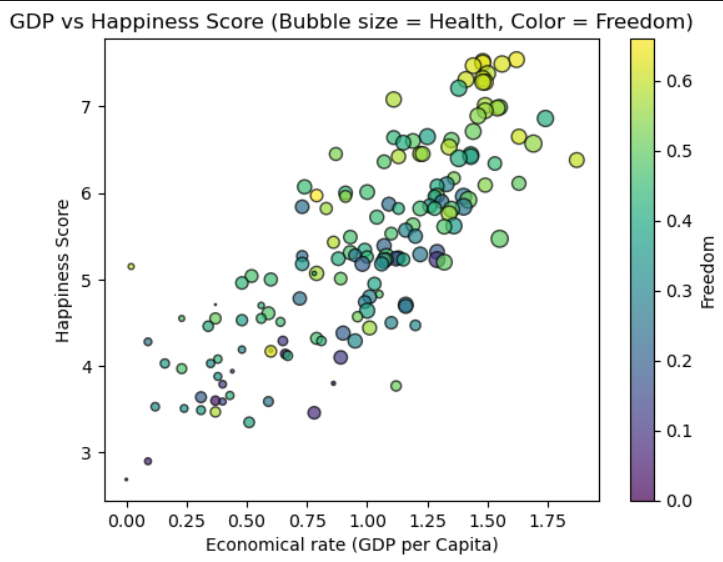 GDP vs Happiness Score (Bubble size = Health, Color = Freedom)
Happiness Score
7
6
5
4
3
0.00 0.25 0.50 0.75 1.00 1.25 1.50 1.75
Economical rate (GDP per Capita)
0.6
0.5
0.4
0.3
0.2
0.1
0.0
Freedom